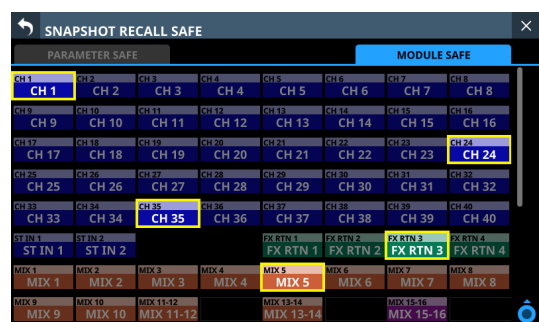 SNAPSHOT RECALL SAFE
PARAMETER SAFE MODULE SAFE
CH 1 CH 2 CH 3 CH 4 CH 5 CH 6 CH 7 CH 8
CH 1 CH 2 CH 3 CH 4 CH 5 CH 6 CH 7 CH 8
CH 9 CH 10 CH 11 CH 12 CH 13 CH 14 CH 15 CH 16
CH 9 CH 10 CH 11 CH 12 CH 13 CH 14 CH 15 CH 16
CH 17 CH 18 CH 19 CH 20 CH 21 CH 22 CH 23 CH 24
CH 17 CH 18 CH 19 CH 20 CH 21 CH 22 CH 23 CH 24
CH 25 CH 26 CH 27 CH 28 CH 29 CH 30 CH 31 CH 32
CH 25 CH 26 CH 27 CH 28 CH 29 CH 30 CH 31 CH 32
CH 33 CH 34 CH 35 CH 36 CH 37 CH 38 CH 39 CH 40
CH 33 CH 34 CH 35 CH 36 CH 37 CH 38 CH 39 CH 40
ST IN 1 ST IN 2 FX RTN 1 FX RTN 2 FX RTN 3 FX RTN 4
ST IN 1 ST IN 2 FX RTN 1 FX RTN 2 FX RTN 3 FX RTN 4
MIX 1 MIX 2 MIX 3 MIX 4 MIX 5 MIX 6 MIX 7 MIX 8
MIX 1 MIX 2 MIX 3 MIX 4 MIX 5 MIX 6 MIX 7 MIX 8
MIX 9 MIX 10 MIX 11-12 MIX 13-14 MIX 15-16
MIX 9 MIX 10 MIX 11-12 MIX 13-14 MIX 15-16